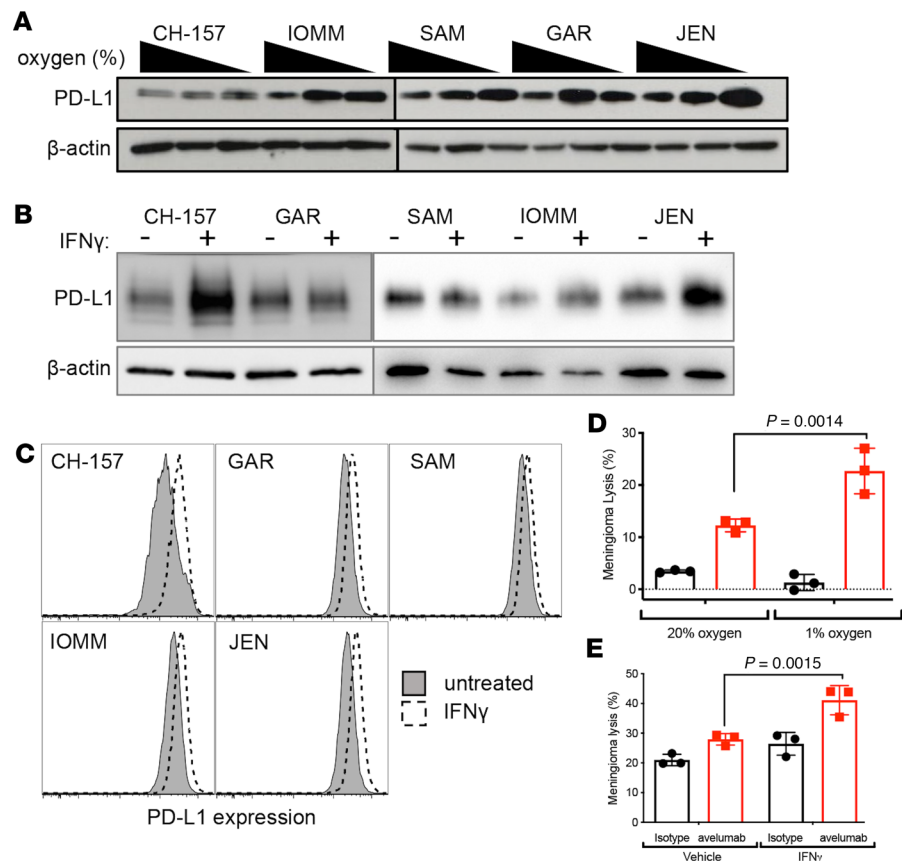 A
CH-157 IOMM SAM GAR JEN
oxygen (%)
PD-L1
β-actin
B
CH-157 GAR SAM IOMM JEN
IFNγ: - + - + - + - + - +
PD-L1
β-actin
C
CH-157 GAR SAM
IOMM JEN
untreated
IFNγ
PD-L1 expression
D
P = 0.0014
Meningioma Lysis (%)
30
20
10
0
20% oxygen 1% oxygen
E
P = 0.0015
Meningioma lysis (%)
50
40
30
20
10
0
Isotype avelumab Isotype avelumab
Vehicle IFNγ